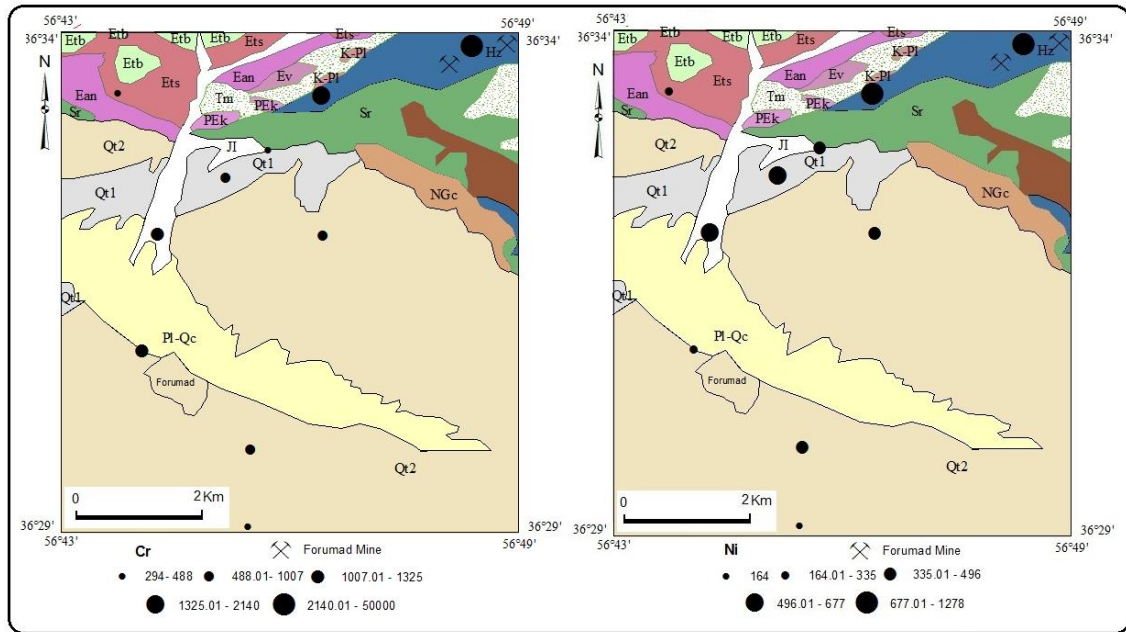 56°43' 56°49'
36°34' 36°34'
N
Etb Etb Etb Ets
Etb
Ets
Ean
Sr
Ean Ev K-Pl Hz
Tm K-Pl
PEk
PEk
Sr
Qt2 Jl
Qt1 Qt1
NGc
Qt1
Pl-Qc
Forumad
Qt2
0 2 Km
36°29' 36°29'
56°43' 56°49'
Cr Forumad Mine
294- 488 488.01 - 1007 1007.01 - 1325
1325.01 - 2140 2140.01 - 50000
56°43' 56°49'
36°34' 36°34'
N
Etb Etb Etb Ets
Etb
Ets
Ean
Sr
Ean Ev K-Pl Hz
Tm K-Pl
PEk
PEk
Sr
Qt2 Jl
Qt1 Qt1
NGc
Qt1
Pl-Qc
Forumad
Qt2
0 2 Km
36°29' 36°29'
56°43' 56°49'
Ni Forumad Mine
164 164.01 - 335 335.01 - 496
496.01 - 677 677.01 - 1278